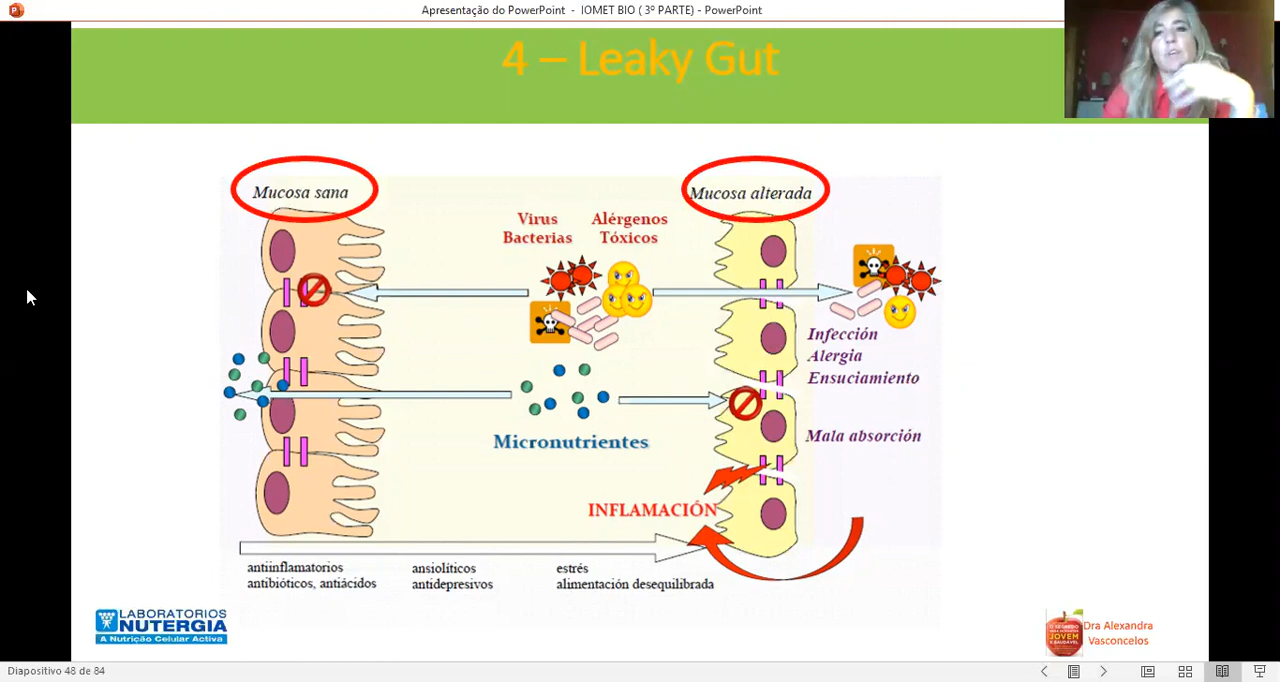 Apresentação do PowerPoint - IOMET BIO ( 3º PARTE) - PowerPoint
4 – Leaky Gut
Mucosa sana
Mucosa alterada
Virus
Bacterias
Alérgenos
Tóxicos
Infección
Alergia
Ensuciamiento
Micronutrientes
Mala absorción
INFLAMACIÓN
antiinflamatorios
antibióticos, antiácidos
ansiolíticos
antidepresivos
estrés
alimentación desequilibrada
LABORATORIOS
NUTERGIA
A Nutrição Celular Activa
JOVEM
Dra Alexandra
Vasconcelos
Diapositivo 48 de 84